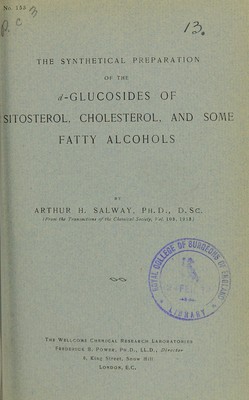 No. 153
P. C
13.
THE SYNTHETICAL PREPARATION
OF THE
d-GLUCOSIDES OF
SITOSTEROL, CHOLESTEROL, AND SOME
FATTY ALCOHOLS
BY
ARTHUR H. SALWAY, PH.D., D.SC.
(From the Transactions of the Chemical Society, Vol. 103, 1913)
ROYAL COLLEGE OF SURGEONS OF ENGLAND
LIBRARY
THE WELLCOME CHEMICAL RESEARCH LABORATORIES
FREDERICK B. POWER, PH.D., LL.D., Director
6, King Street, Snow Hill
LONDON, E.C.